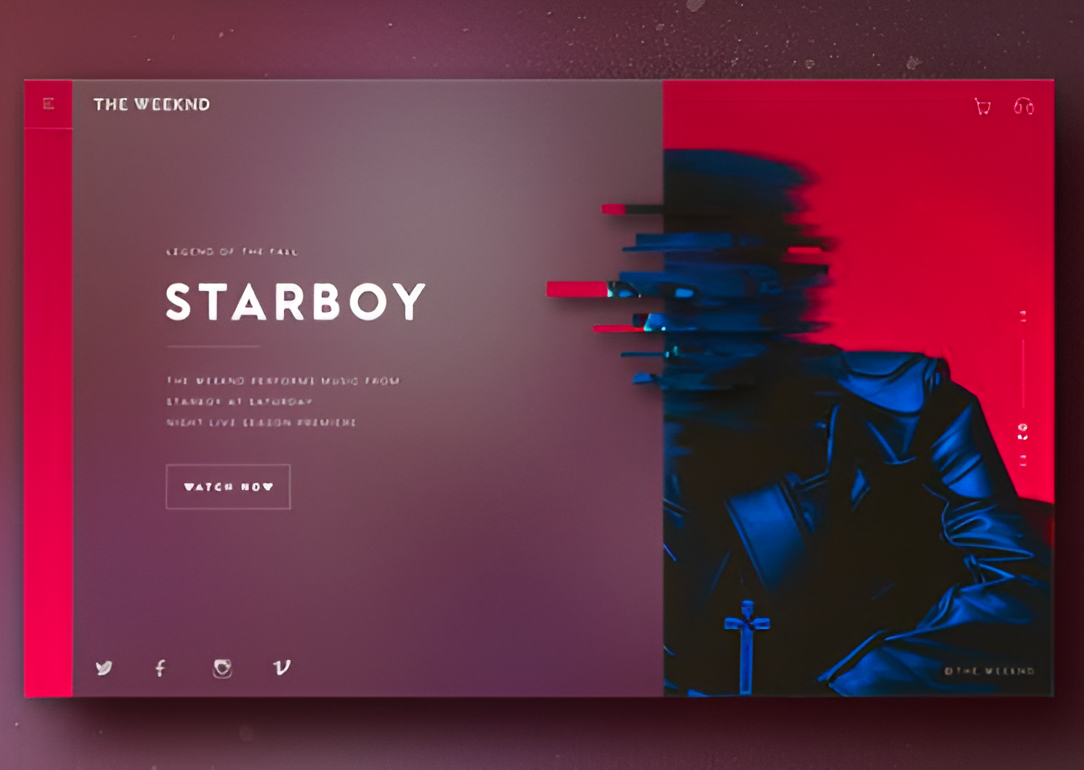 THE WEEKND
LEGEND OF THE FALL
STARBOY
THE WEEKND PERFORMS MUSIC FROM
STARBOY AT SATURDAY
NIGHT LIVE SEASON PREMIERE
WATCH NOW
©THE WEEKND